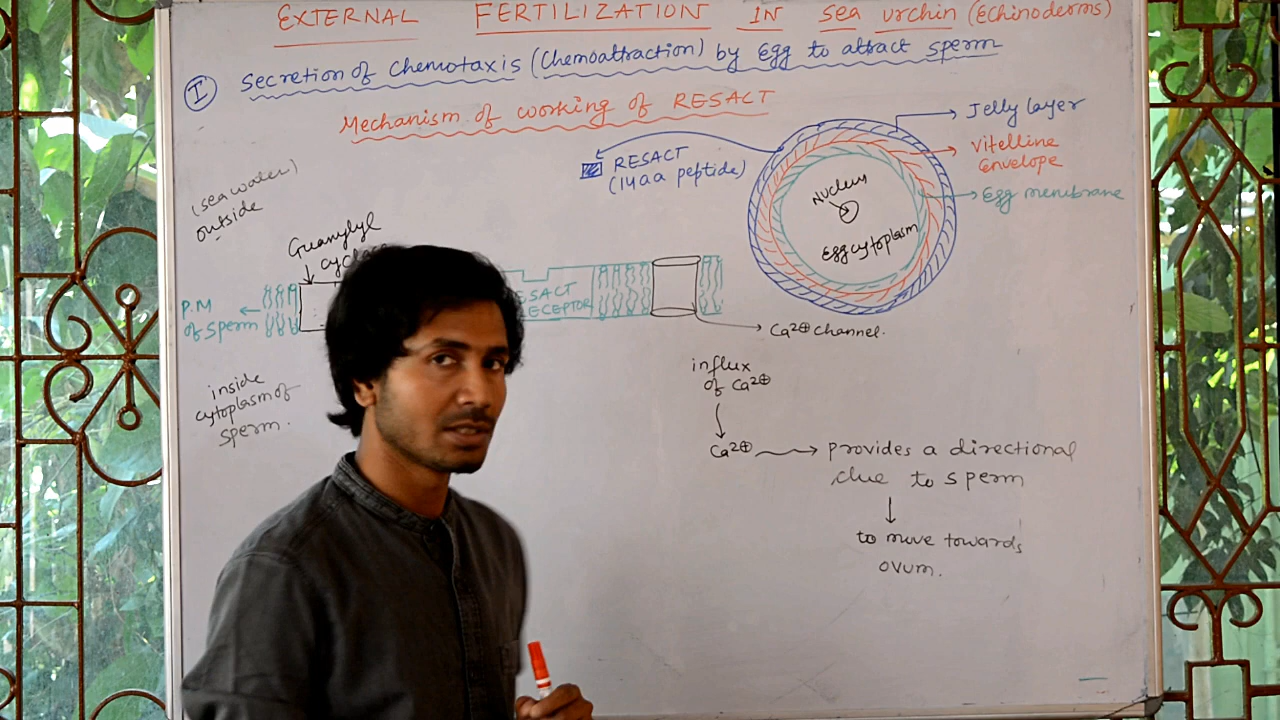 EXTERNAL FERTILIZATION IN sea urchin (Echinoderms)
I Secretion of Chemotaxis (Chemoattraction) by Egg to attract sperm
Mechanism of working of RESACT
Jelly layer
Vitelline
Envelope
Egg membrane
RESACT
(14aa peptide)
Nucleus
Egg cytoplasm
(sea water)
outside
Guanylyl
P.M
of sperm
ESACT
ECEPTOR
Ca2⊕ channel.
inside
cytoplasm of
sperm.
influx
of Ca2⊕
Ca2⊕ provides a directional
clue to sperm
to move towards
ovum.